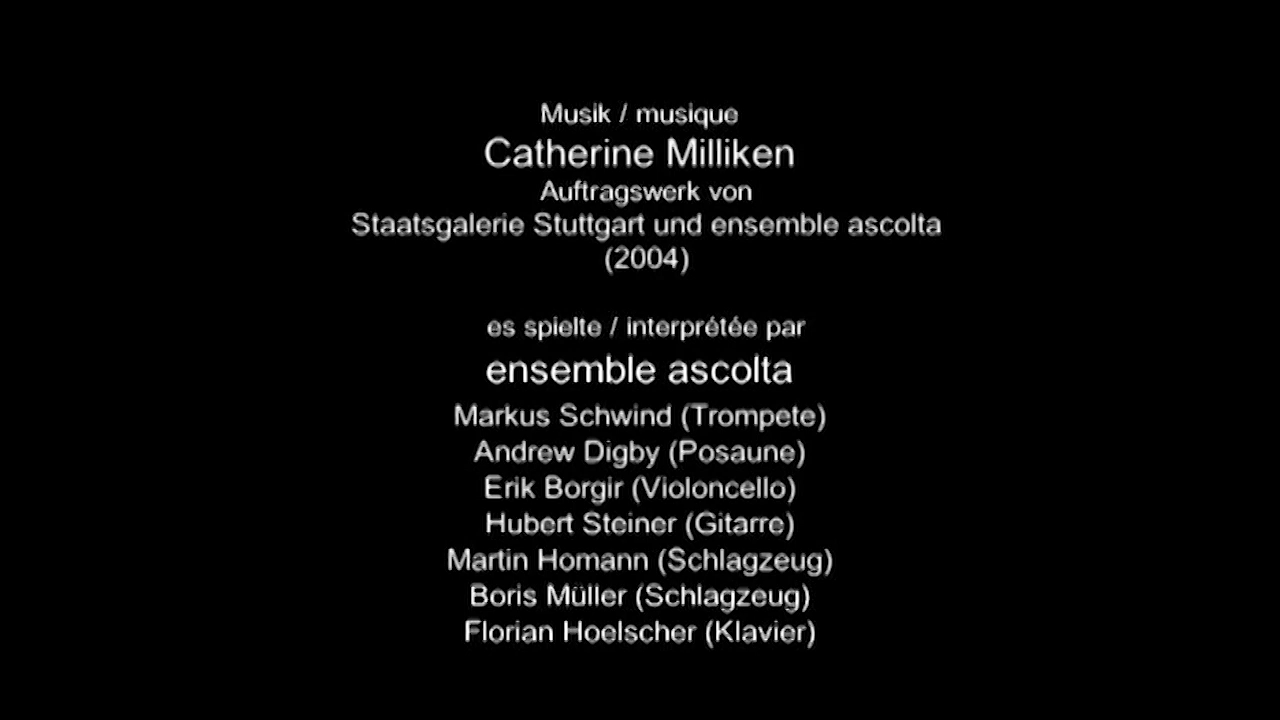 Musik / musique
Catherine Milliken
Auftragswerk von
Staatsgalerie Stuttgart und ensemble ascolta
(2004)
es spielte / interprétée par
ensemble ascolta
Markus Schwind (Trompete)
Andrew Digby (Posaune)
Erik Borgir (Violoncello)
Hubert Steiner (Gitarre)
Martin Homann (Schlagzeug)
Boris Müller (Schlagzeug)
Florian Hoelscher (Klavier)